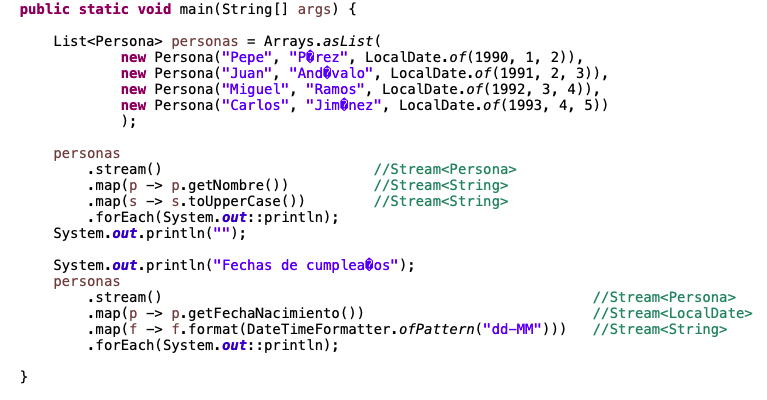 public static void main(String[] args) {
List<Persona> personas = Arrays.asList(
new Persona("Pepe", "P�rez", LocalDate.of(1990, 1, 2)),
new Persona("Juan", "And�valo", LocalDate.of(1991, 2, 3)),
new Persona("Miguel", "Ramos", LocalDate.of(1992, 3, 4)),
new Persona("Carlos", "Jim�nez", LocalDate.of(1993, 4, 5))
);
personas
.stream() //Stream<Persona>
.map(p -> p.getNombre()) //Stream<String>
.map(s -> s.toUpperCase()) //Stream<String>
.forEach(System.out::println);
System.out.println("");
System.out.println("Fechas de cumplea�os");
personas
.stream() //Stream<Persona>
.map(p -> p.getFechaNacimiento()) //Stream<LocalDate>
.map(f -> f.format(DateTimeFormatter.ofPattern("dd-MM"))) //Stream<String>
.forEach(System.out::println);
}